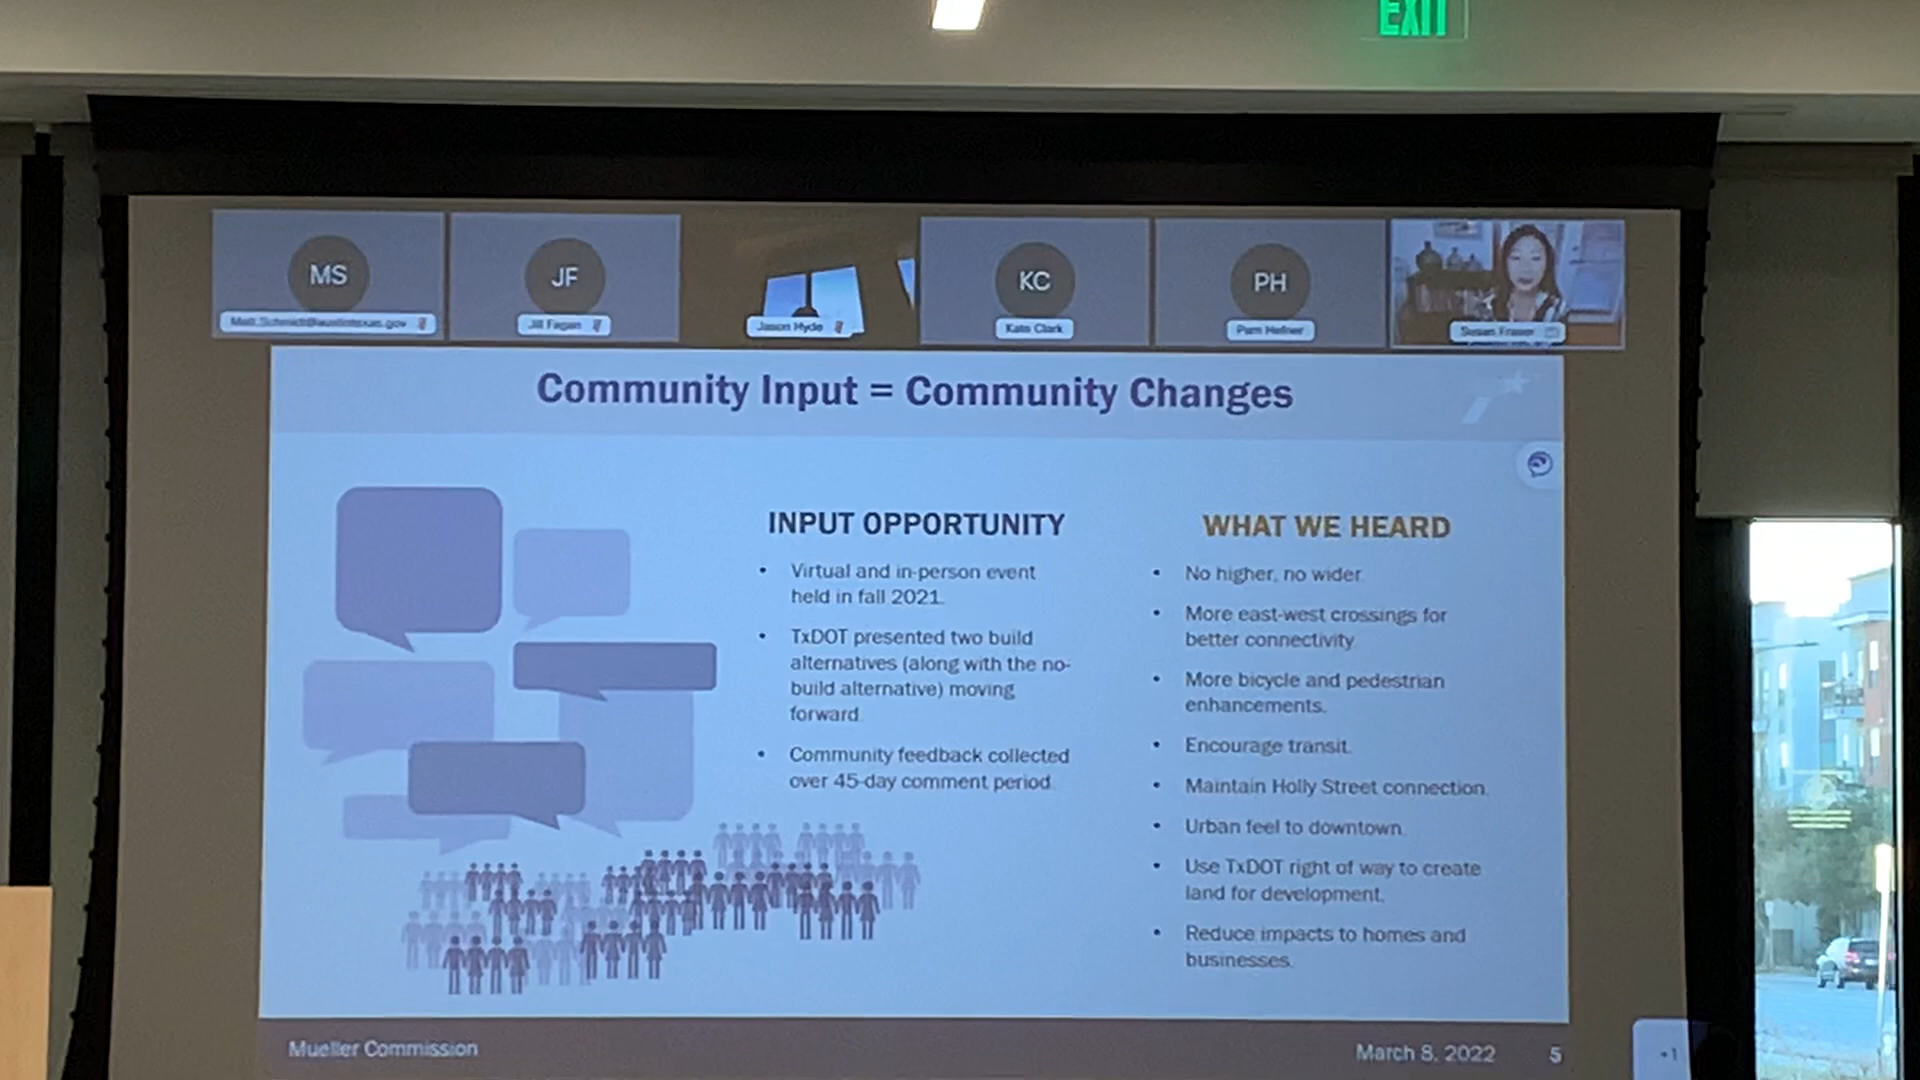 EXIT
MS
JF
KC
PH
Matt.Schmidt@austintexas.gov
Jill Fagan
Jason Hyde
Kate Clark
Pam Hefner
Susan Fraser
Community Input = Community Changes
INPUT OPPORTUNITY
• Virtual and in-person event
held in fall 2021.
• TxDOT presented two build
alternatives (along with the no-
build alternative) moving
forward.
• Community feedback collected
over 45-day comment period.
WHAT WE HEARD
• No higher, no wider.
• More east-west crossings for
better connectivity.
• More bicycle and pedestrian
enhancements.
• Encourage transit.
• Maintain Holly Street connection.
• Urban feel to downtown.
• Use TxDOT right of way to create
land for development.
• Reduce impacts to homes and
businesses.
Mueller Commission
March 8, 2022
5
+1